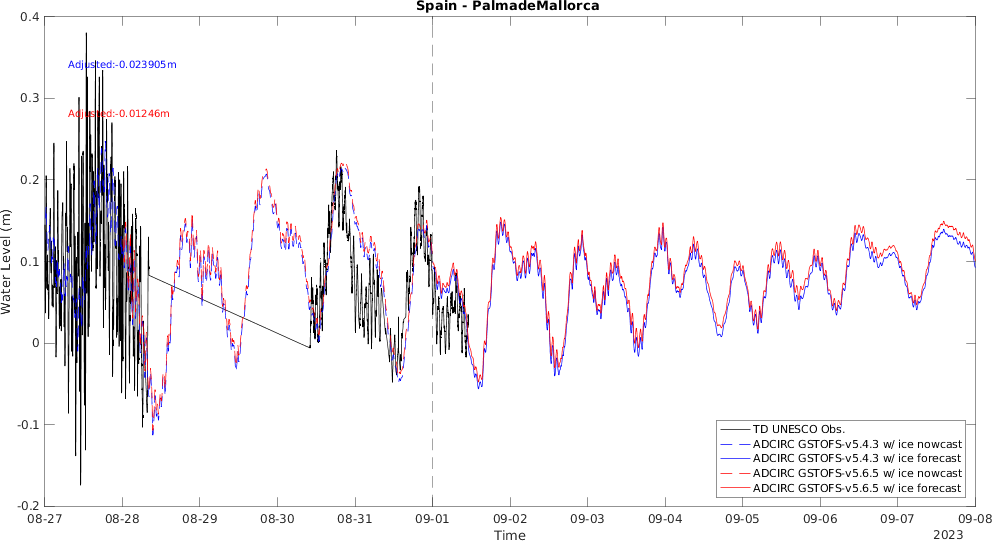 Spain - PalmadeMallorca
0.4
0.3
0.2
0.1
0
-0.1
-0.2
Water Level (m)
Adjusted:-0.023905m
Adjusted:-0.01246m
TD UNESCO Obs.
ADCIRC GSTOFS-v5.4.3 w/ ice nowcast
ADCIRC GSTOFS-v5.4.3 w/ ice forecast
ADCIRC GSTOFS-v5.6.5 w/ ice nowcast
ADCIRC GSTOFS-v5.6.5 w/ ice forecast
08-27 08-28 08-29 08-30 08-31 09-01 09-02 09-03 09-04 09-05 09-06 09-07 09-08
Time
2023